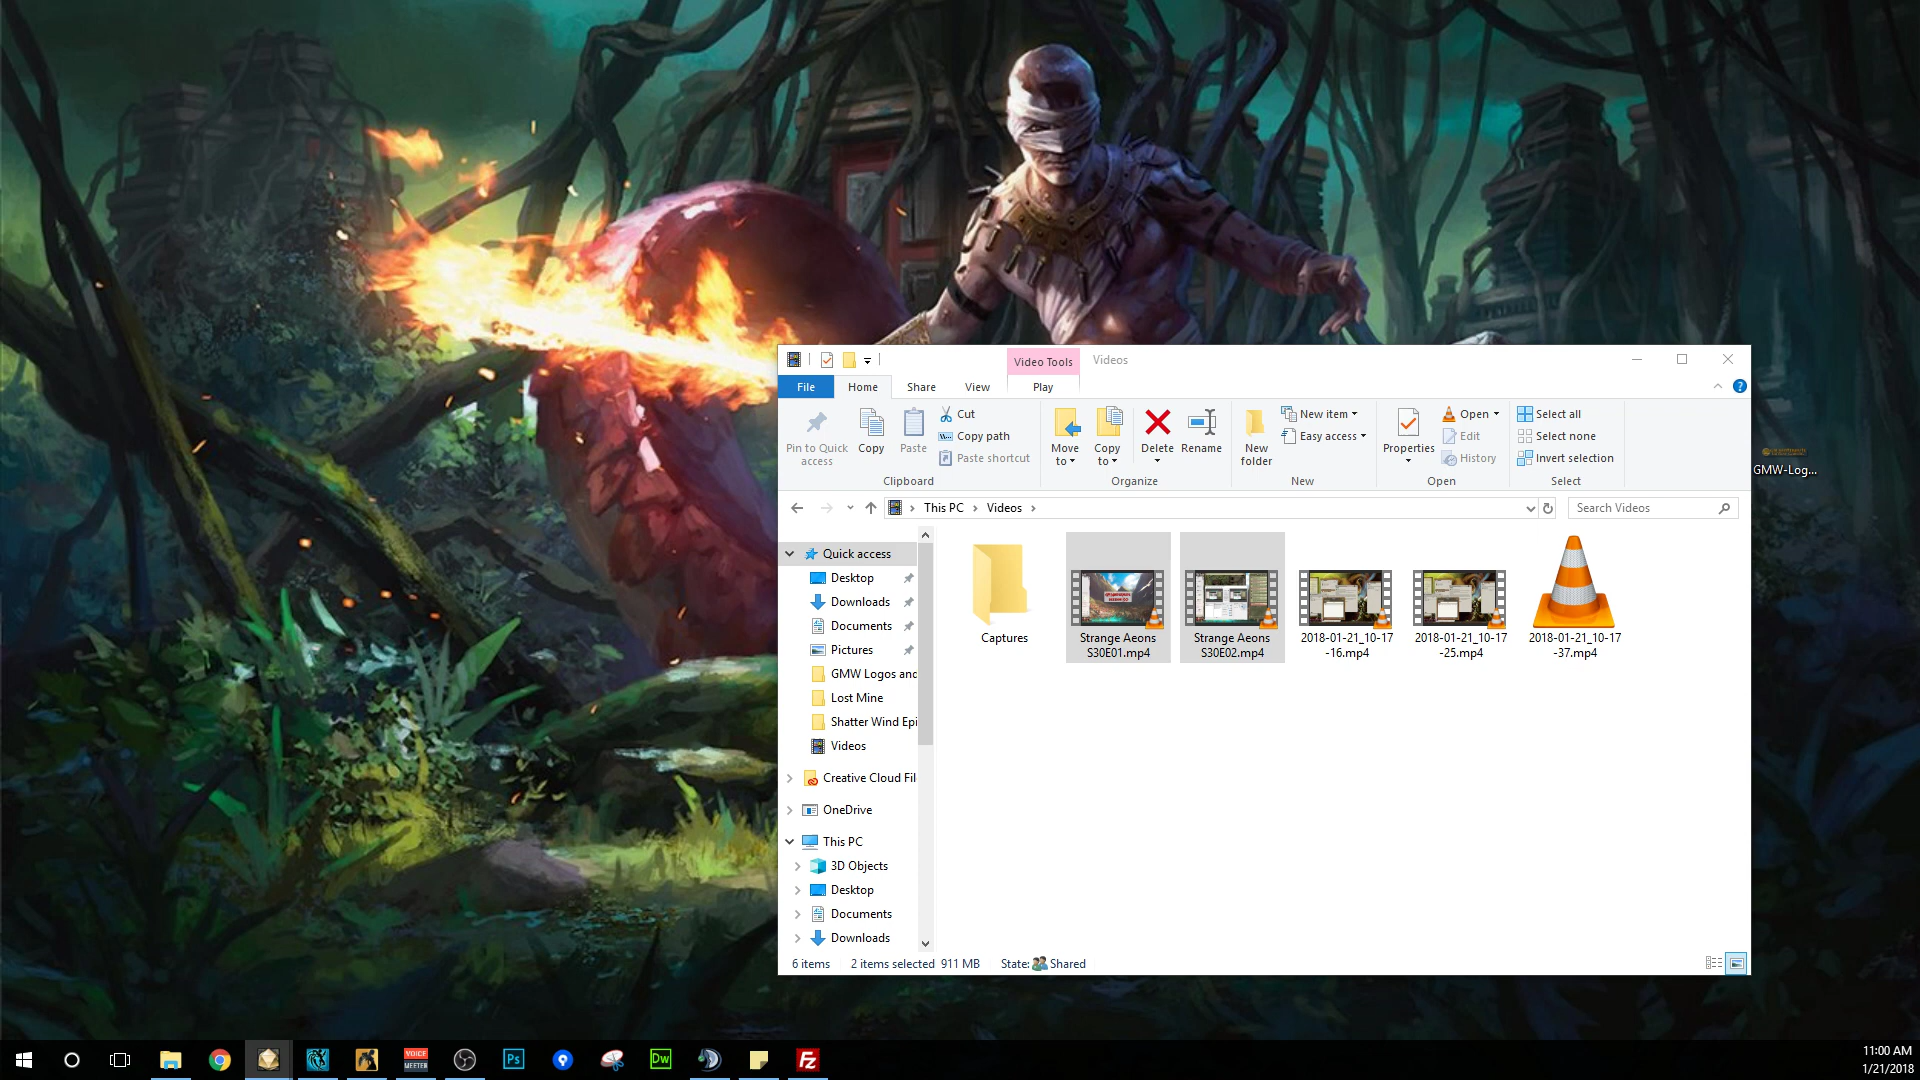 Video Tools
Videos
File
Home
Share
View
Play
Pin to Quick
access
Copy
Paste
Cut
Copy path
Paste shortcut
Clipboard
Move
to
Copy
to
Delete
Rename
Organize
New
folder
New item
Easy access
New
Properties
Open
Edit
History
Open
Select all
Select none
Invert selection
Select
This PC
Videos
Search Videos
Quick access
Desktop
Downloads
Documents
Pictures
GMW Logos and
Lost Mine
Shatter Wind Epi
Videos
Creative Cloud Fil
OneDrive
This PC
3D Objects
Desktop
Documents
Downloads
Captures
Strange Aeons
S30E01.mp4
Strange Aeons
S30E02.mp4
2018-01-21_10-17
-16.mp4
2018-01-21_10-17
-25.mp4
2018-01-21_10-17
-37.mp4
6 items
2 items selected 911 MB
State: Shared
GMW-Log...
VOICE
MEETER
Ps
Dw
Fz
11:00 AM
1/21/2018